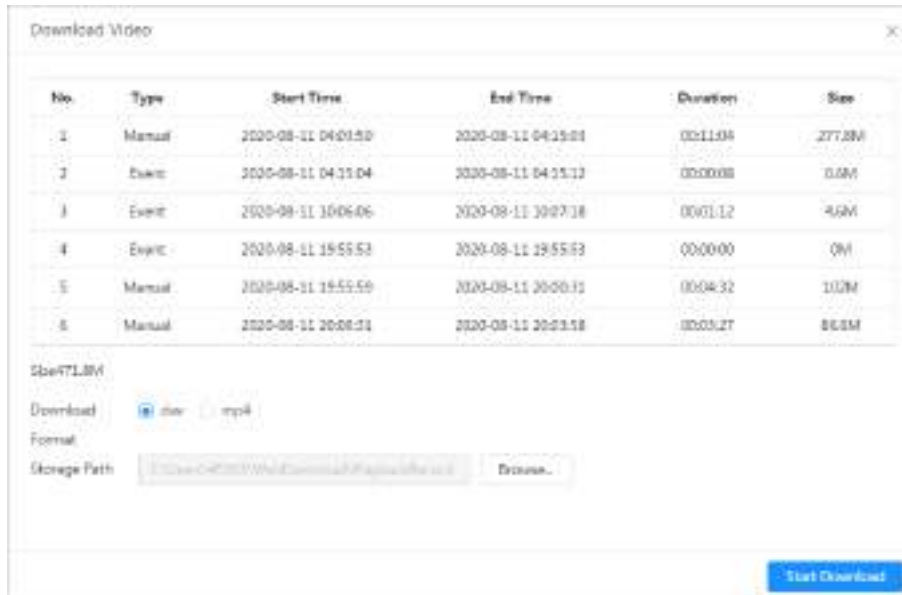 Download Video
No. Type Start Time End Time Duration Size
1 Manual 2020-08-11 04:03:59 2020-08-11 04:15:03 00:11:04 277.8M
2 Event 2020-08-11 04:15:04 2020-08-11 04:15:12 00:00:08 0.6M
3 Event 2020-08-11 10:06:06 2020-08-11 10:07:18 00:01:12 4.6M
4 Event 2020-08-11 19:55:53 2020-08-11 19:55:53 00:00:00 0M
5 Manual 2020-08-11 19:55:59 2020-08-11 20:00:31 00:04:32 102M
6 Manual 2020-08-11 20:00:31 2020-08-11 20:03:58 00:03:27 86.8M
Size471.8M
Download dav mp4
Format
Storage Path Browse...
Start Download